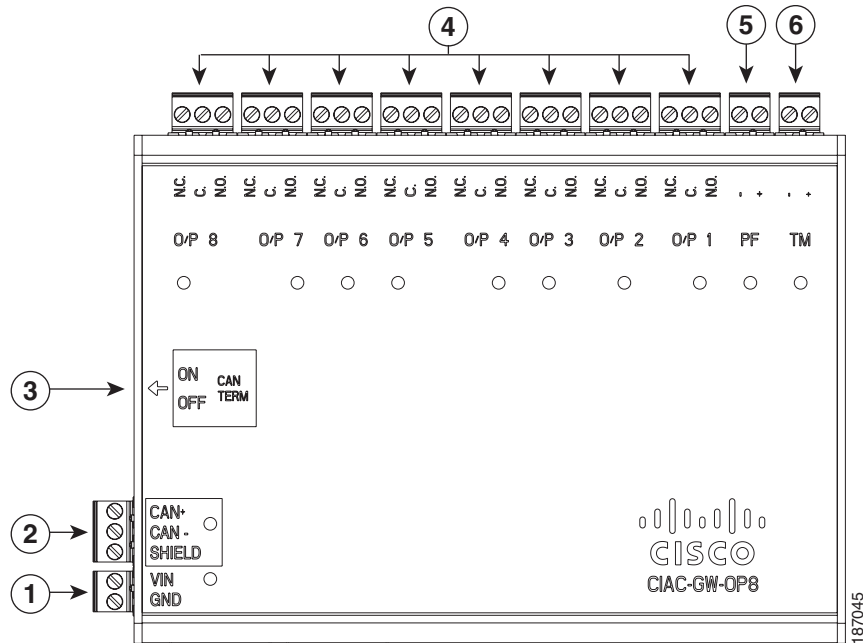 4 5 6
N.C. C. N.O. N.C. C. N.O. N.C. C. N.O. N.C. C. N.O. N.C. C. N.O. N.C. C. N.O. N.C. C. N.O. N.C. C. N.O. - + - +
O/P 8 O/P 7 O/P 6 O/P 5 O/P 4 O/P 3 O/P 2 O/P 1 PF TM
3
ON
OFF
CAN
TERM
2
CAN+
CAN -
SHIELD
1
VIN
GND
CISCO
CIAC-GW-OP8
187045